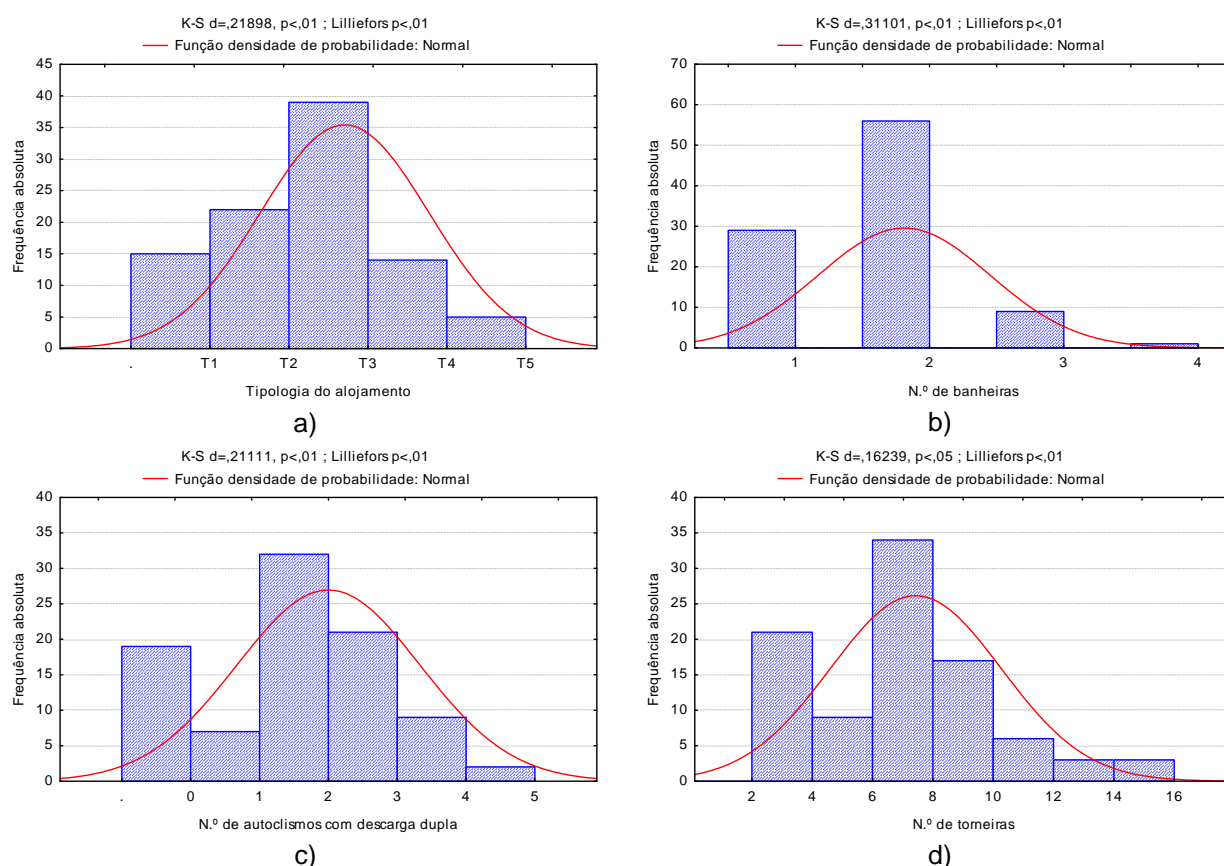 K-S d=,21898, p<,01 ; Lilliefors p<,01
Função densidade de probabilidade: Normal
45
40
35
30
25
20
15
10
5
0
Frequência absoluta
. T1 T2 T3 T4 T5
Tipologia do alojamento
a)
K-S d=,31101, p<,01 ; Lilliefors p<,01
Função densidade de probabilidade: Normal
70
60
50
40
30
20
10
0
Frequência absoluta
1 2 3 4
N.º de banheiras
b)
K-S d=,21111, p<,01 ; Lilliefors p<,01
Função densidade de probabilidade: Normal
40
35
30
25
20
15
10
5
0
Frequência absoluta
. 0 1 2 3 4 5
N.º de autoclismos com descarga dupla
c)
K-S d=,16239, p<,05 ; Lilliefors p<,01
Função densidade de probabilidade: Normal
40
35
30
25
20
15
10
5
0
Frequência absoluta
2 4 6 8 10 12 14 16
N.º de torneiras
d)